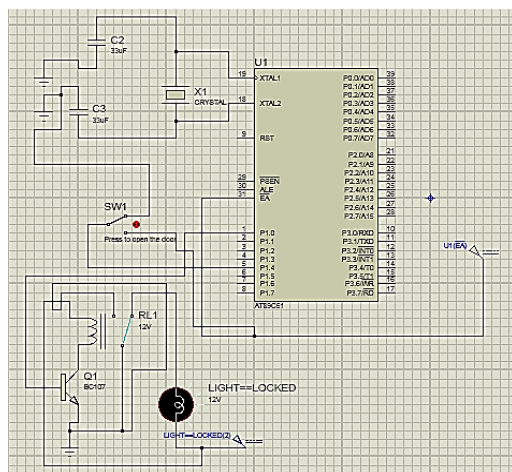 C2
33uF
C3
33uF
X1
CRYSTAL
SW1
Press to open the door
U1
19
XTAL1
18
XTAL2
9
RST
29
PSEN
30
ALE
31
EA
1
P1.0
2
P1.1
3
P1.2
4
P1.3
5
P1.4
6
P1.5
7
P1.6
8
P1.7
P0.0/AD0
39
P0.1/AD1
38
P0.2/AD2
37
P0.3/AD3
36
P0.4/AD4
35
P0.5/AD5
34
P0.6/AD6
33
P0.7/AD7
32
P2.0/A8
21
P2.1/A9
22
P2.2/A10
23
P2.3/A11
24
P2.4/A12
25
P2.5/A13
26
P2.6/A14
27
P2.7/A15
28
P3.0/RXD
10
P3.1/TXD
11
P3.2/INT0
12
P3.3/INT1
13
P3.4/T0
14
P3.5/T1
15
P3.6/WR
16
P3.7/RD
17
AT89C51
U1(EA)
RL1
12V
Q1
BC107
LIGHT==LOCKED
12V
LIGHT==LOCKED(2)